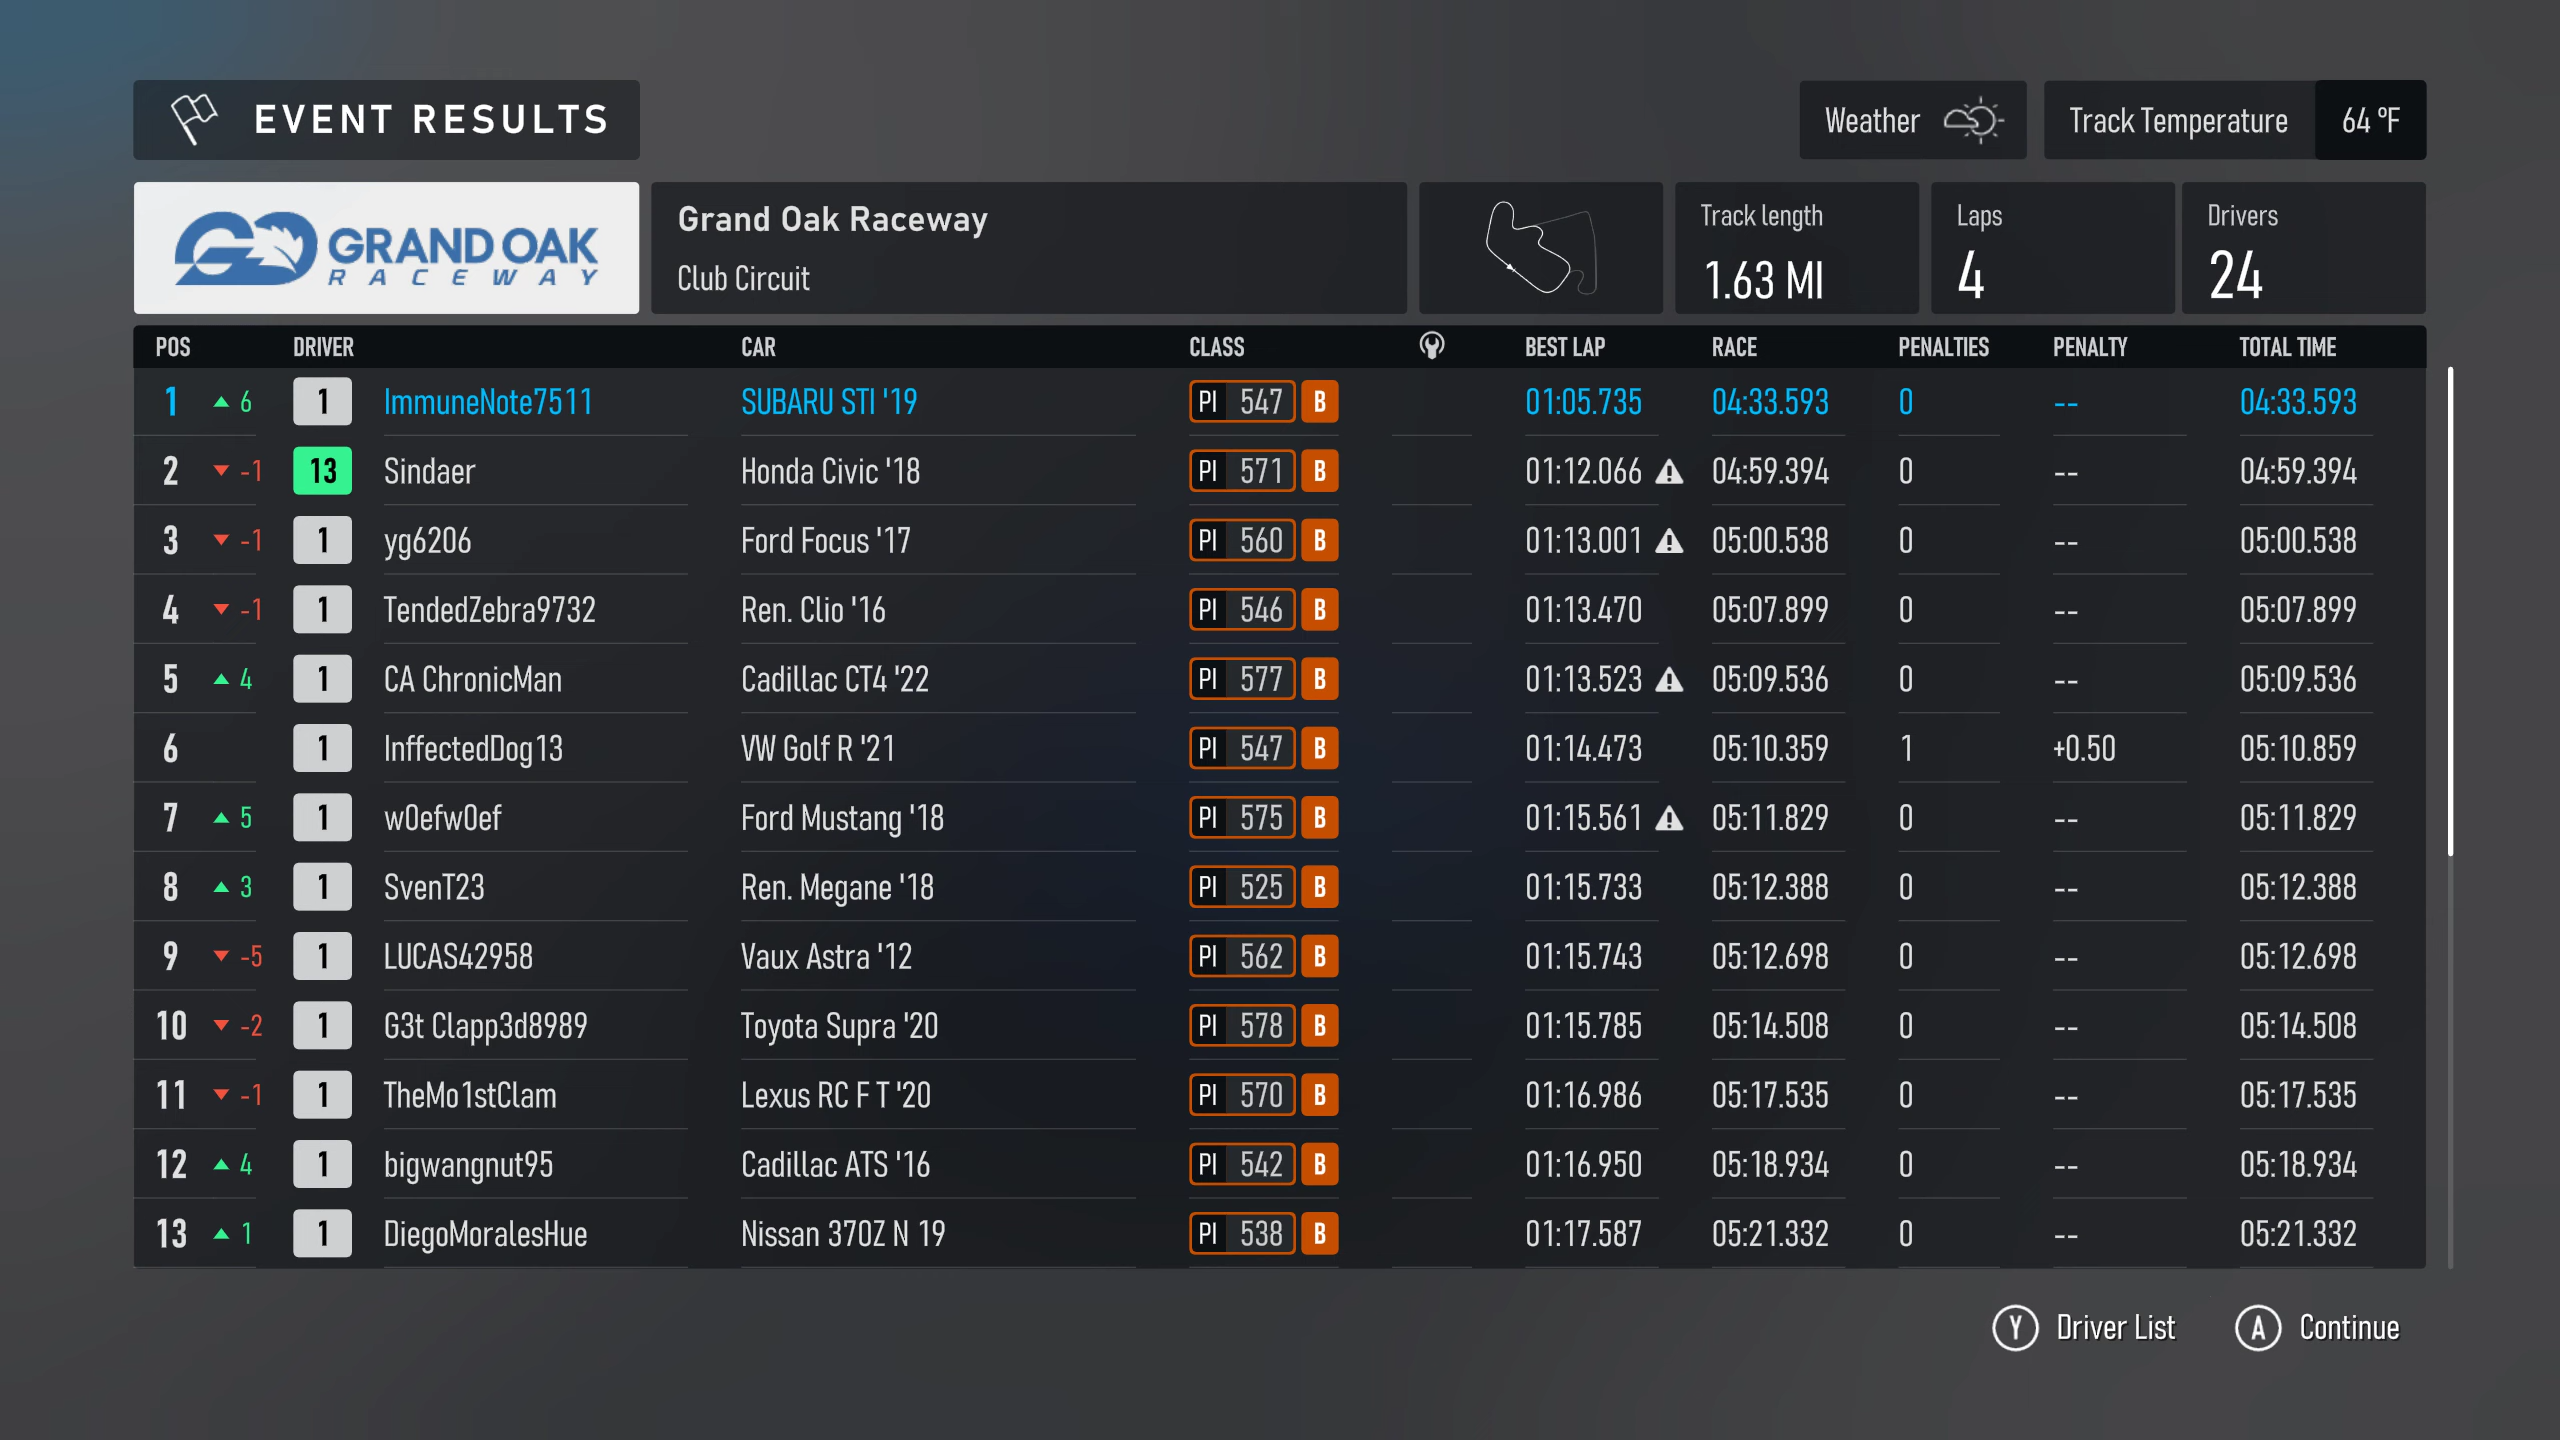 EVENT RESULTS
Weather
Track Temperature 64 °F
GRAND OAK
RACEWAY
Grand Oak Raceway
Club Circuit
Track length
1.63 MI
Laps
4
Drivers
24
POS DRIVER CAR CLASS BEST LAP RACE PENALTIES PENALTY TOTAL TIME
1 6 1 ImmuneNote7511 SUBARU STI '19 PI 547 B 01:05.735 04:33.593 0 -- 04:33.593
2 -1 13 Sindaer Honda Civic '18 PI 571 B 01:12.066 04:59.394 0 -- 04:59.394
3 -1 1 yg6206 Ford Focus '17 PI 560 B 01:13.001 05:00.538 0 -- 05:00.538
4 -1 1 TendedZebra9732 Ren. Clio '16 PI 546 B 01:13.470 05:07.899 0 -- 05:07.899
5 4 1 CA ChronicMan Cadillac CT4 '22 PI 577 B 01:13.523 05:09.536 0 -- 05:09.536
6 1 InffectedDog13 VW Golf R '21 PI 547 B 01:14.473 05:10.359 1 +0.50 05:10.859
7 5 1 w0efw0ef Ford Mustang '18 PI 575 B 01:15.561 05:11.829 0 -- 05:11.829
8 3 1 SvenT23 Ren. Megane '18 PI 525 B 01:15.733 05:12.388 0 -- 05:12.388
9 -5 1 LUCAS42958 Vaux Astra '12 PI 562 B 01:15.743 05:12.698 0 -- 05:12.698
10 -2 1 G3t Clapp3d8989 Toyota Supra '20 PI 578 B 01:15.785 05:14.508 0 -- 05:14.508
11 -1 1 TheMo1stClam Lexus RC F T '20 PI 570 B 01:16.986 05:17.535 0 -- 05:17.535
12 4 1 bigwangnut95 Cadillac ATS '16 PI 542 B 01:16.950 05:18.934 0 -- 05:18.934
13 1 1 DiegoMoralesHue Nissan 370Z N 19 PI 538 B 01:17.587 05:21.332 0 -- 05:21.332
Y Driver List A Continue